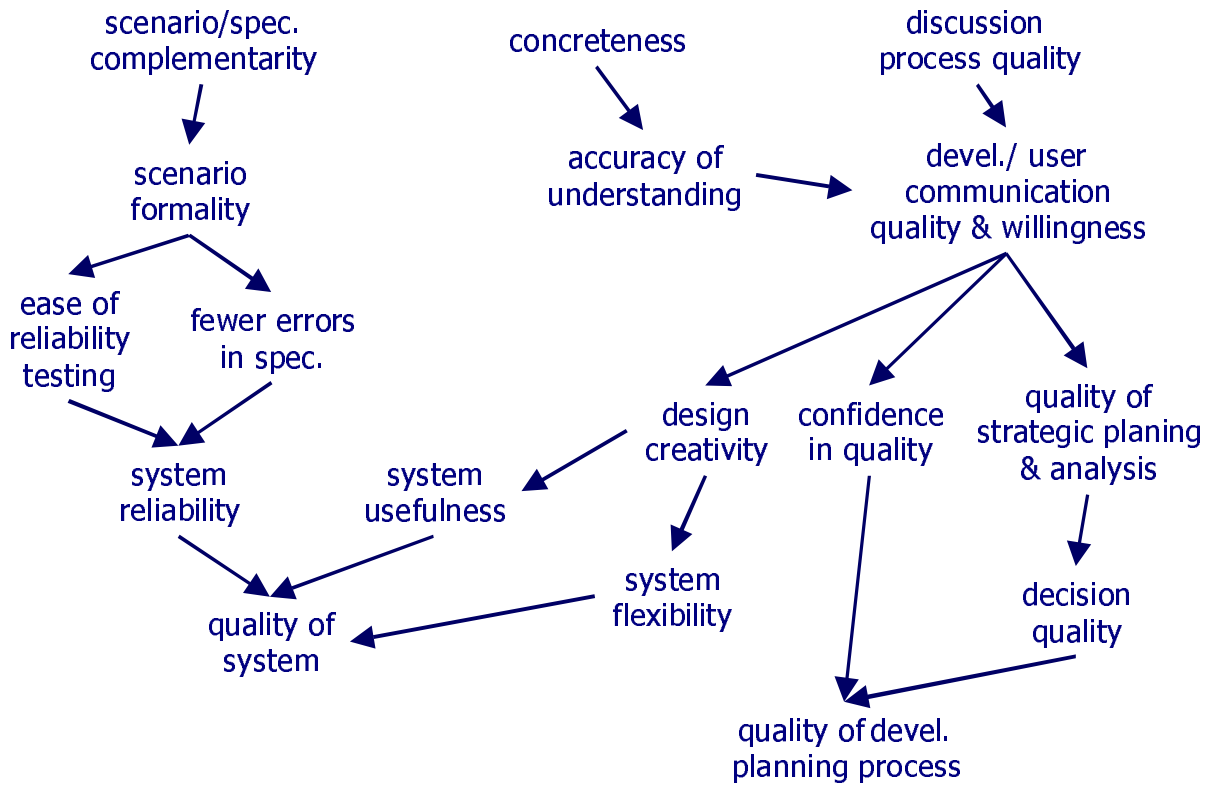 scenario/spec.
complementarity
concreteness
discussion
process quality
scenario
formality
accuracy of
understanding
devel./ user
communication
quality & willingness
ease of
reliability
testing
fewer errors
in spec.
design
creativity
confidence
in quality
quality of
strategic planing
& analysis
system
reliability
system
usefulness
system
flexibility
decision
quality
quality of
system
quality of devel.
planning process